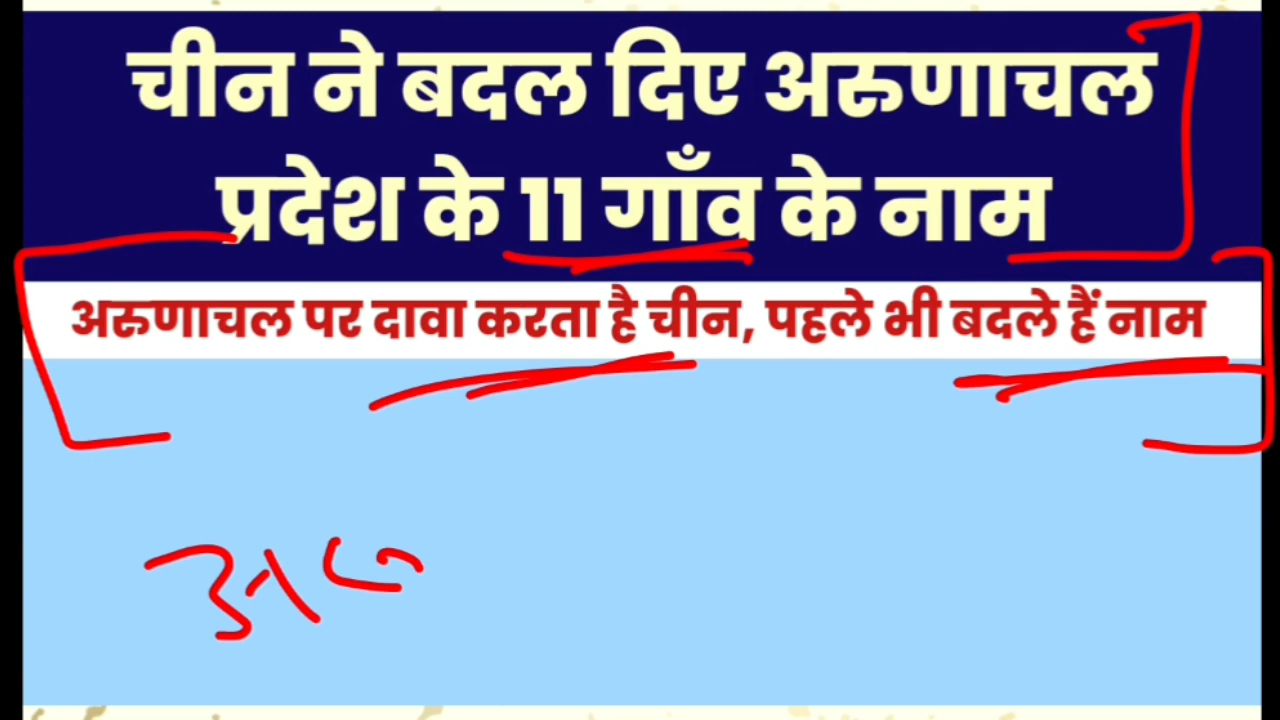 चीन ने बदल दिए अरुणाचल
प्रदेश के 11 गाँव के नाम
अरुणाचल पर दावा करता है चीन, पहले भी बदले हैं नाम